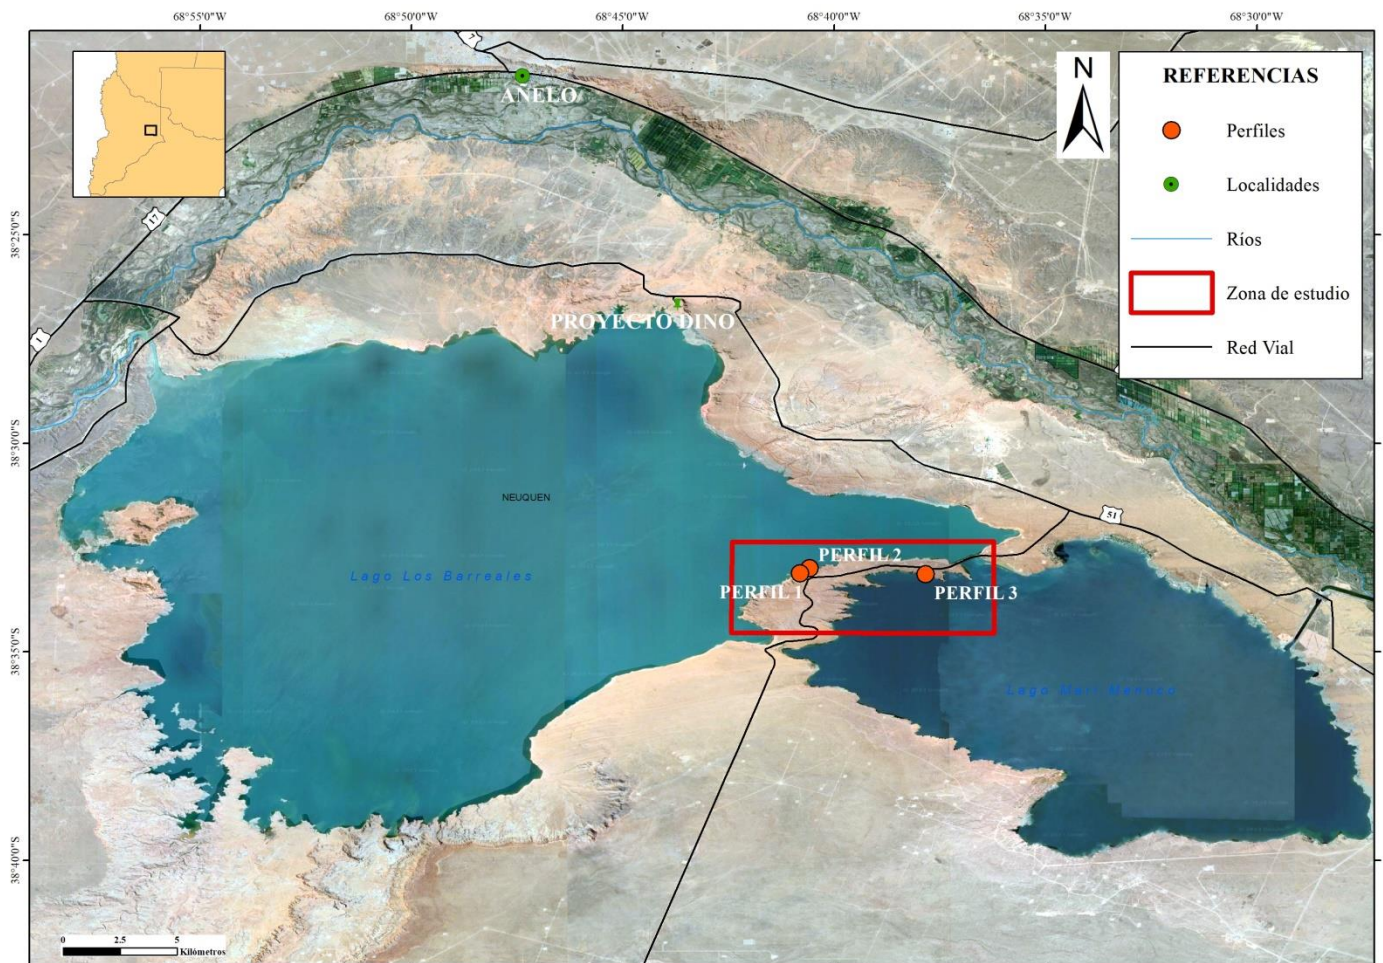 68°55'0"O 68°50'0"O 68°45'0"O 68°40'0"O 68°35'0"O 68°30'0"O
7
N
REFERENCIAS
Perfiles
Localidades
Ríos
Zona de estudio
Red Vial
AÑELO
17
38°25'0"S
PROYECTO DINO
1
38°30'0"S
NEUQUEN
51
PERFIL 2
Lago Los Barreales
PERFIL 1
PERFIL 3
38°35'0"S
Lago Mari Menuco
38°40'0"S
0 2.5 5
Kilómetros